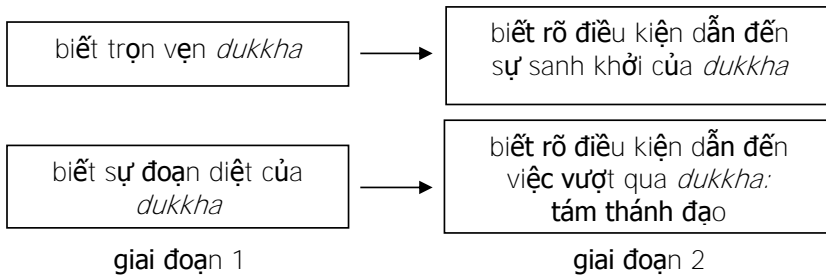 biết trọn vẹn dukkha
biết rõ điều kiện dẫn đến
sự sanh khởi của dukkha
biết sự đoạn diệt của
dukkha
biết rõ điều kiện dẫn đến
việc vượt qua dukkha:
tám thánh đạo
giai đoạn 1
giai đoạn 2